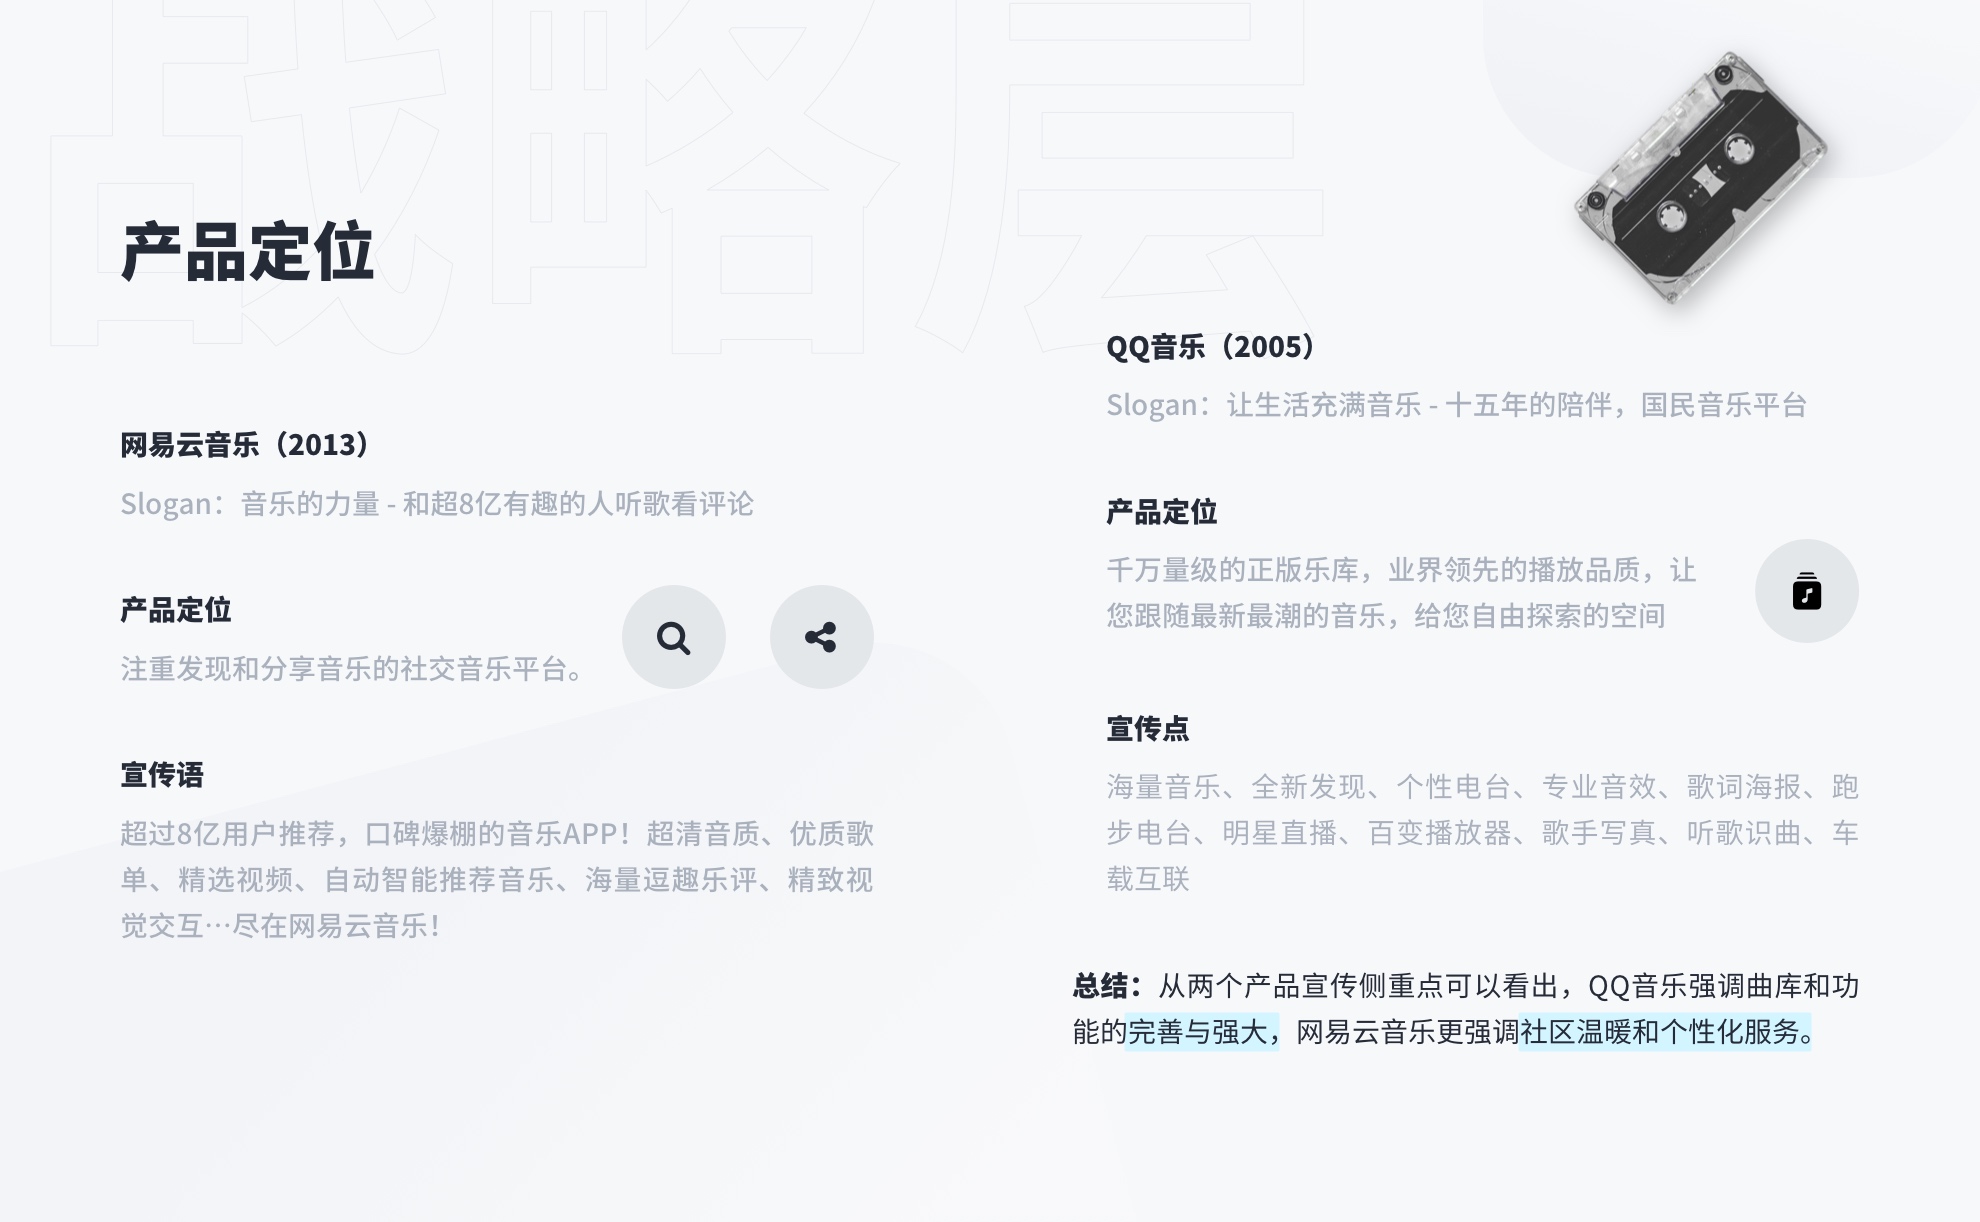 战略层
产品定位
网易云音乐（2013）
Slogan：音乐的力量 - 和超8亿有趣的人听歌看评论
产品定位
注重发现和分享音乐的社交音乐平台。
宣传语
超过8亿用户推荐，口碑爆棚的音乐APP！超清音质、优质歌
单、精选视频、自动智能推荐音乐、海量逗趣乐评、精致视
觉交互…尽在网易云音乐！
QQ音乐（2005）
Slogan：让生活充满音乐 - 十五年的陪伴，国民音乐平台
产品定位
千万量级的正版乐库，业界领先的播放品质，让
您跟随最新最潮的音乐，给您自由探索的空间
宣传点
海量音乐、全新发现、个性电台、专业音效、歌词海报、跑
步电台、明星直播、百变播放器、歌手写真、听歌识曲、车
载互联
总结：从两个产品宣传侧重点可以看出，QQ音乐强调曲库和功
能的完善与强大，网易云音乐更强调社区温暖和个性化服务。